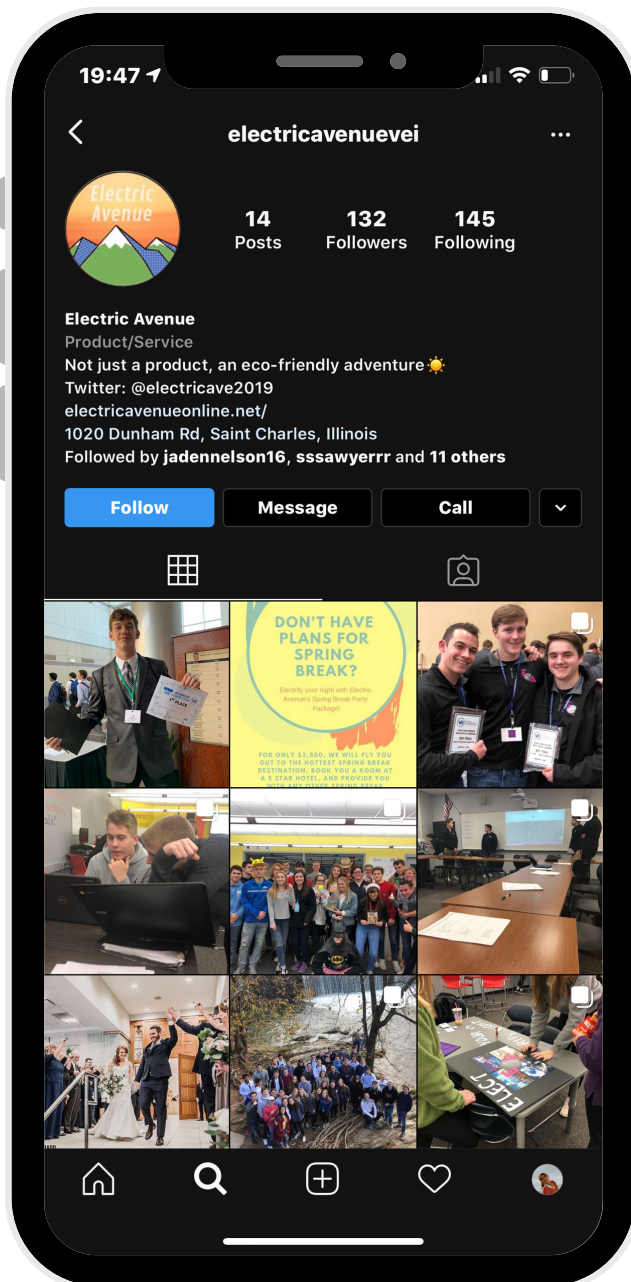 19:47
electricavenuevei
Electric
Avenue
14
132
145
Posts
Followers
Following
Electric Avenue
Product/Service
Not just a product, an eco-friendly adventure☀️
Twitter: @electricave2019
electricavenueonline.net/
1020 Dunham Rd, Saint Charles, Illinois
Followed by jadennelson16, sssawyerrr and 11 others
Follow
Message
Call
3RD PLACE
DON'T HAVE
PLANS FOR
SPRING
BREAK?
Electrify your night with Electric
Avenue's Spring Break Party
Package!
FOR ONLY $3,500, WE WILL FLY YOU
OUT TO THE HOTTEST SPRING BREAK
DESTINATION, BOOK YOU A ROOM AT
A 5 STAR HOTEL, AND PROVIDE YOU
WITH ANY OTHER SPRING BREAK
ELECT